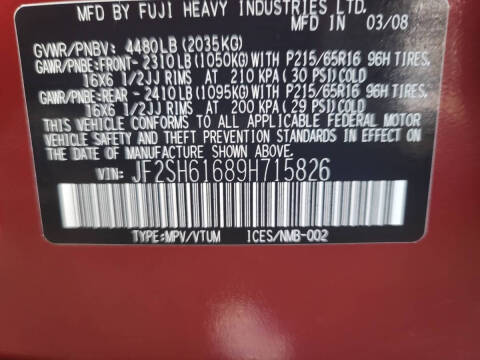 MFD BY FUJI HEAVY INDUSTRIES LTD.
MFD IN 03/08
GVWR/PNBV: 4480LB(2035KG)
GAWR/PNBE:FRONT-2310LB(1050KG)WITH P215/65R16 96H TIRES,
16X6 1/2JJ RIMS AT 210 KPA(30 PSI)COLD
GAWR/PNBE:REAR -2410LB(1095KG)WITH P215/65R16 96H TIRES,
16X6 1/2JJ RIMS AT 200 KPA(29 PSI)COLD
THIS VEHICLE CONFORMS TO ALL APPLICABLE FEDERAL MOTOR
VEHICLE SAFETY AND THEFT PREVENTION STANDARDS IN EFFECT ON
THE DATE OF MANUFACTURE SHOWN ABOVE.
VIN: JF2SH61689H715826
TYPE:MPV/VTUM ICES/NMB-002